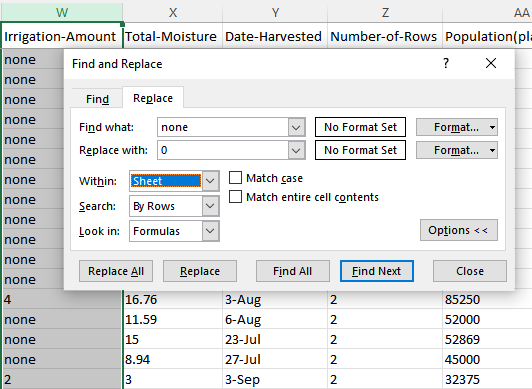 W X Y Z AA
Irrigation-Amount Total-Moisture Date-Harvested Number-of-Rows Population(pla
none
none
none
none
none
none
none
none
none
none
none
none
Find and Replace ? ×
Find Replace
Find what: none No Format Set Format...
Replace with: 0 No Format Set Format...
Within: Sheet Match case
Match entire cell contents
Search: By Rows
Look in: Formulas Options <<
Replace All Replace Find All Find Next Close
4 16.76 3-Aug 2 85250
none 11.59 6-Aug 2 52000
none 15 23-Jul 2 52869
none 8.94 27-Jul 2 45000
2 3 3-Sep 2 32375